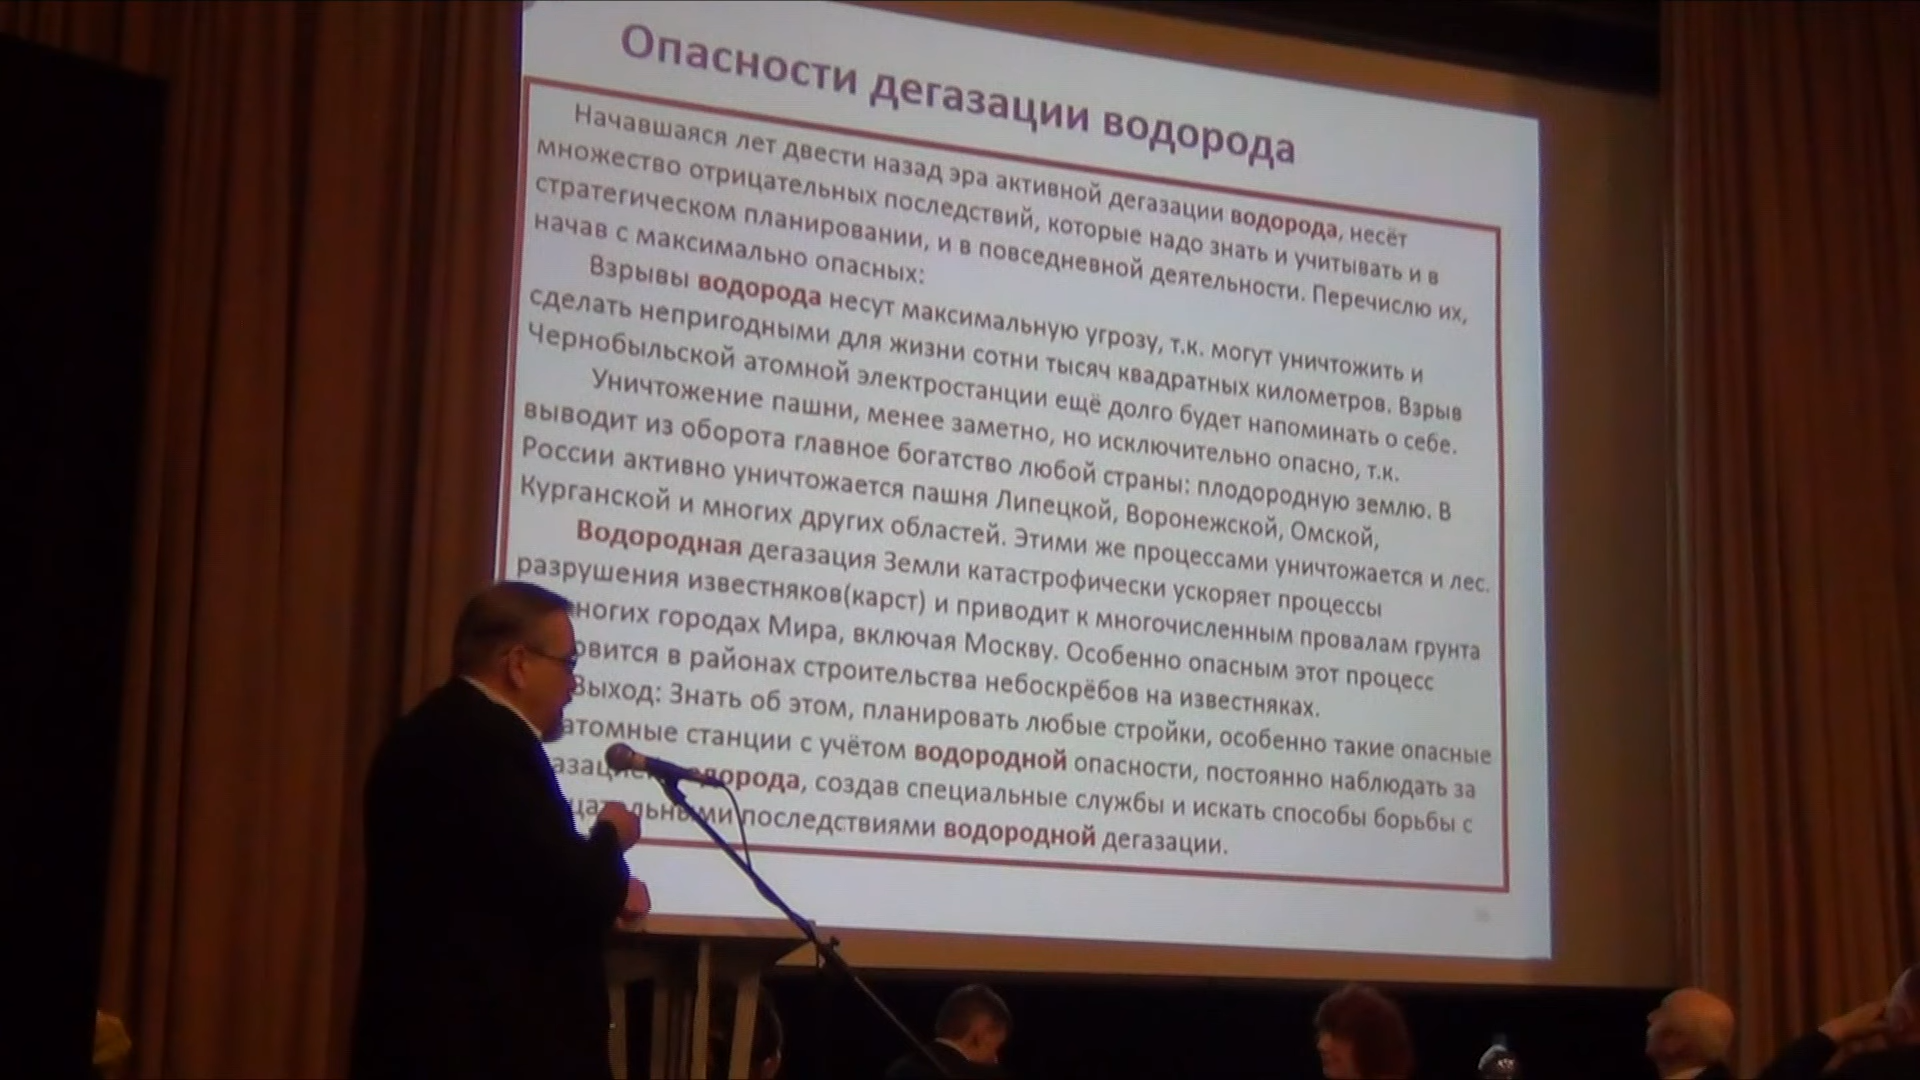 Опасности дегазации водорода
Начавшаяся лет двести назад эра активной дегазации водорода, несёт
множество отрицательных последствий, которые надо знать и учитывать и в
стратегическом планировании, и в повседневной деятельности. Перечислю их,
начав с максимально опасных:
Взрывы водорода несут максимальную угрозу, т.к. могут уничтожить и
сделать непригодными для жизни сотни тысяч квадратных километров. Взрыв
Чернобыльской атомной электростанции ещё долго будет напоминать о себе.
Уничтожение пашни, менее заметно, но исключительно опасно, т.к.
выводит из оборота главное богатство любой страны: плодородную землю. В
России активно уничтожается пашня Липецкой, Воронежской, Омской,
Курганской и многих других областей. Этими же процессами уничтожается и лес.
Водородная дегазация Земли катастрофически ускоряет процессы
разрушения известняков(карст) и приводит к многочисленным провалам грунта
городах Мира, включая Москву. Особенно опасным этот процесс
в районах строительства небоскрёбов на известняках.
Выход: Знать об этом, планировать любые стройки, особенно такие опасные
атомные станции с учётом водородной опасности, постоянно наблюдать за
водорода, создав специальные службы и искать способы борьбы с
последствиями водородной дегазации.